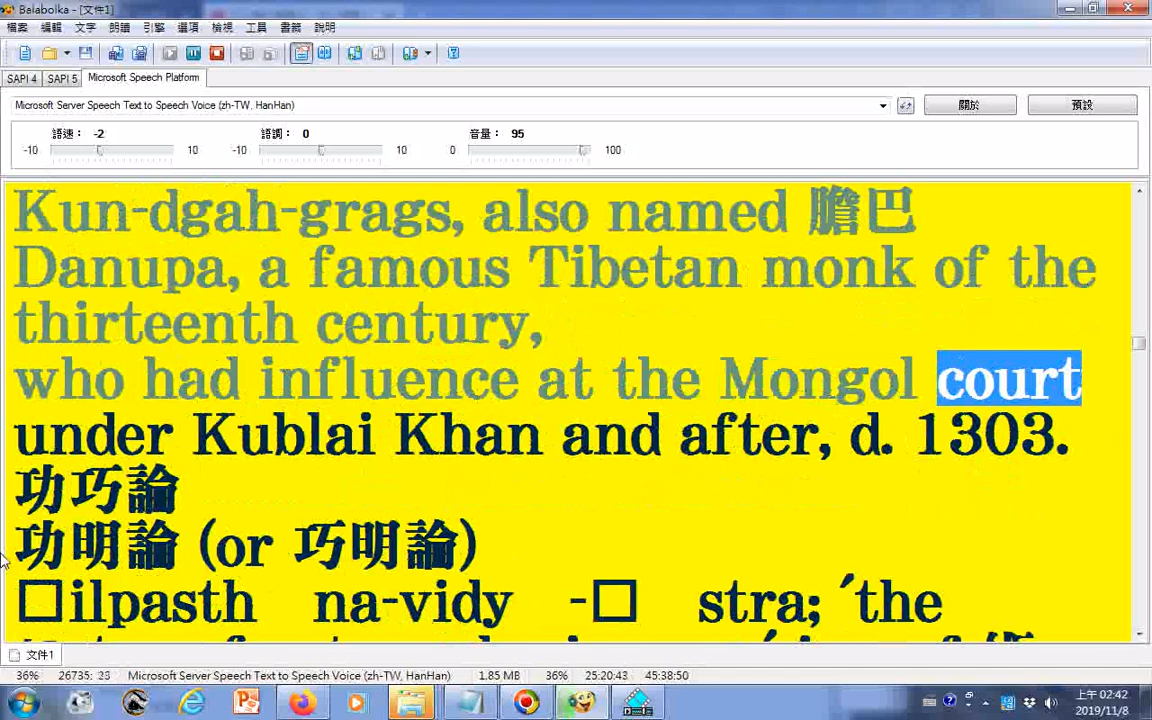 Balabolka - [文件1]
檔案 編輯 文字 朗讀 引擎 選項 檢視 工具 書籤 說明
SAPI 4 SAPI 5 Microsoft Speech Platform
Microsoft Server Speech Text to Speech Voice (zh-TW, HanHan) 關於 預設
語速： -2 語調： 0 音量： 95
-10 10 -10 10 0 100
Kun-dgah-grags, also named 膽巴
Danupa, a famous Tibetan monk of the
thirteenth century,
who had influence at the Mongol court
under Kublai Khan and after, d. 1303.
功巧論
功明論 (or 巧明論)
□ilpasth na-vidy -□ stra; ′the
文件1
36% 26735: 23 Microsoft Server Speech Text to Speech Voice (zh-TW, HanHan) 1.85 MB 36% 25:20:43 45:38:50
上午 02:42
2019/11/8